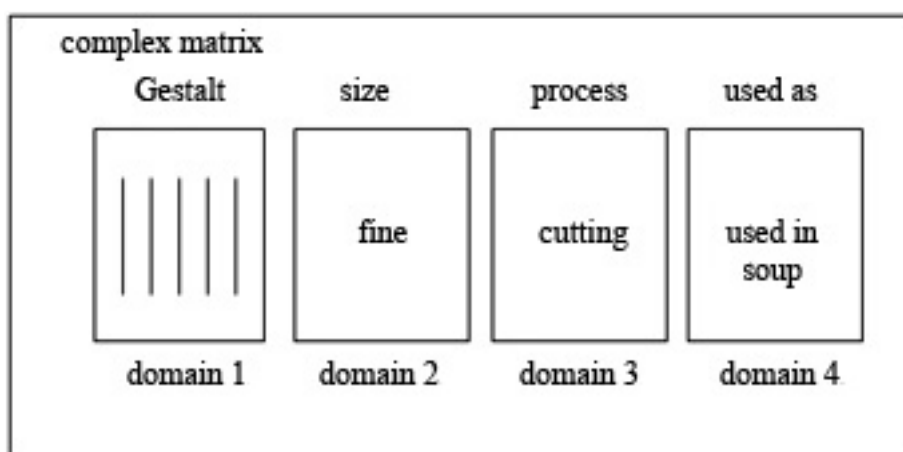 complex matrix
Gestalt size process used as
fine cutting used in
soup
domain 1 domain 2 domain 3 domain 4